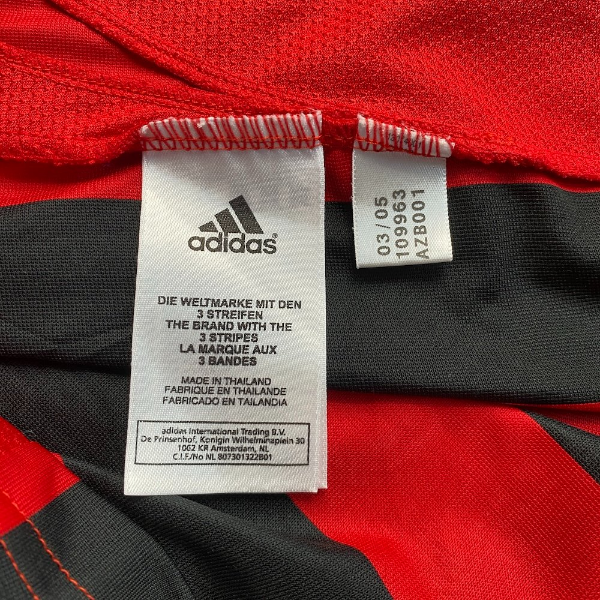 adidas
DIE WELTMARKE MIT DEN
3 STREIFEN
THE BRAND WITH THE
3 STRIPES
LA MARQUE AUX
3 BANDES
MADE IN THAILAND
FABRIQUE EN THAILANDE
FABRICADO EN TAILANDIA
adidas International Trading B.V.
De Prinsenhof, Konigin Wilhelminaplein 30
1062 KR Amsterdam, NL
C.I.F./No NL 807301322B01
03/05
109963
AZB001